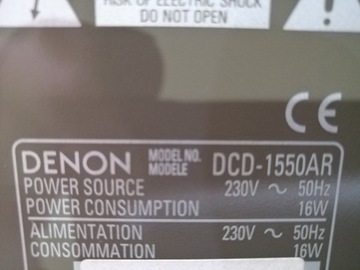 RISK OF ELECTRIC SHOCK
DO NOT OPEN
CE
DENON MODEL NO. MODELE DCD-1550AR
POWER SOURCE 230V ~ 50Hz
POWER CONSUMPTION 16W
ALIMENTATION 230V ~ 50Hz
CONSOMMATION 16W